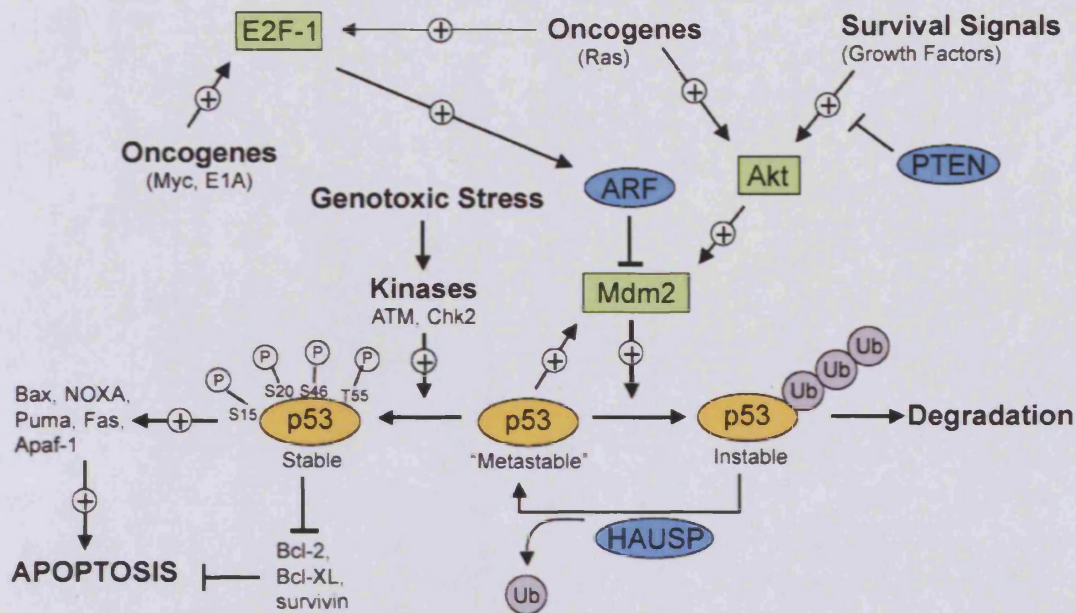 E2F-1
Oncogenes
(Ras)
Survival Signals
(Growth Factors)
+
+
+
+
+
Oncogenes
(Myc, E1A)
ARF
Akt
PTEN
Genotoxic Stress
+
Mdm2
Kinases
ATM, Chk2
+
+
+
P
P
P
P
S15
S20
S46
T55
Ub
Ub
Ub
Bax, NOXA,
Puma, Fas,
Apaf-1
+
p53
p53
p53
Degradation
Stable
"Metastable"
Instable
+
HAUSP
APOPTOSIS
Bcl-2,
Bcl-XL,
survivin
Ub